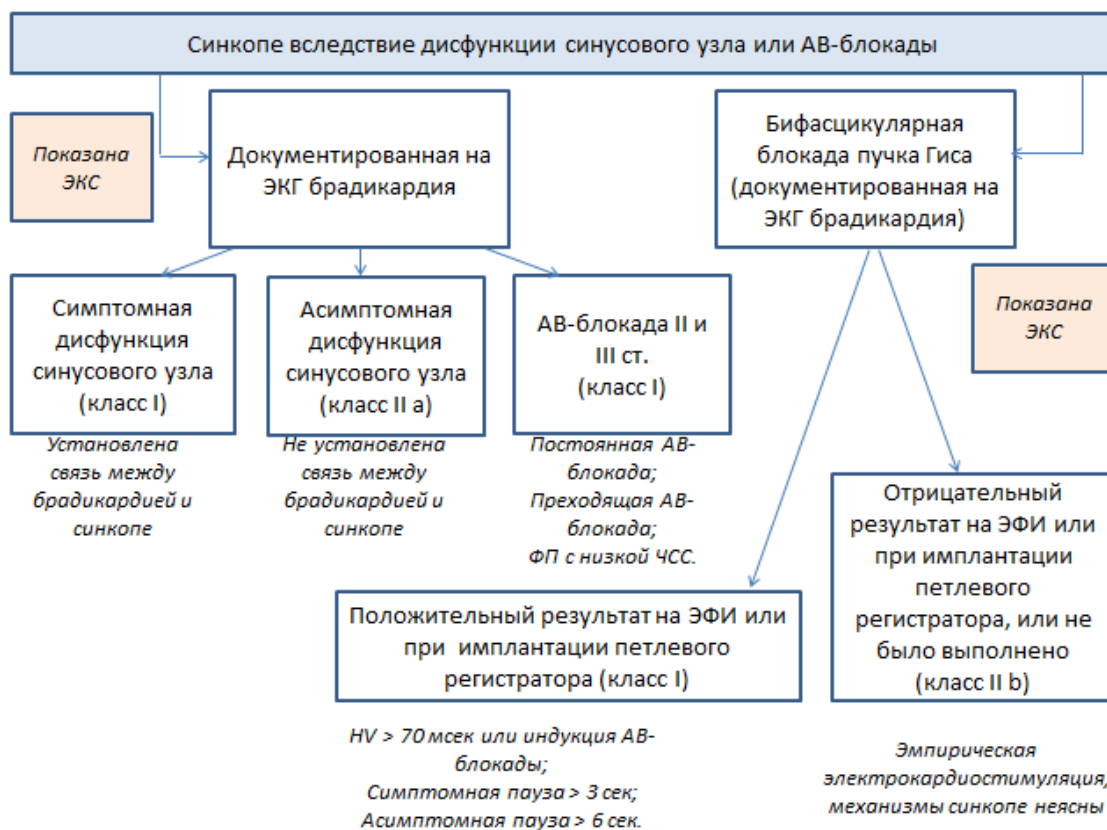 Синкопе вследствие дисфункции синусового узла или АВ-блокады
Показана
ЭКС
Документированная на
ЭКГ брадикардия
Бифасцикулярная
блокада пучка Гиса
(документированная на
ЭКГ брадикардия)
Показана
ЭКС
Симптомная
дисфункция
синусового узла
(класс I)
Установлена
связь между
брадикардией и
синкопе
Асимптомная
дисфункция
синусового узла
(класс II а)
Не установлена
связь между
брадикардией и
синкопе
АВ-блокада II и
III ст.
(класс I)
Постоянная АВ-
блокада;
Преходящая АВ-
блокада;
ФП с низкой ЧСС.
Положительный результат на ЭФИ или
при имплантации петлевого
регистратора (класс I)
HV > 70 мсек или индукция АВ-
блокады;
Симптомная пауза > 3 сек;
Асимптомная пауза > 6 сек.
Отрицательный
результат на ЭФИ или
при имплантации
петлевого
регистратора, или не
было выполнено
(класс II b)
Эмпирическая
электрокардиостимуляция,
механизмы синкопе неясны